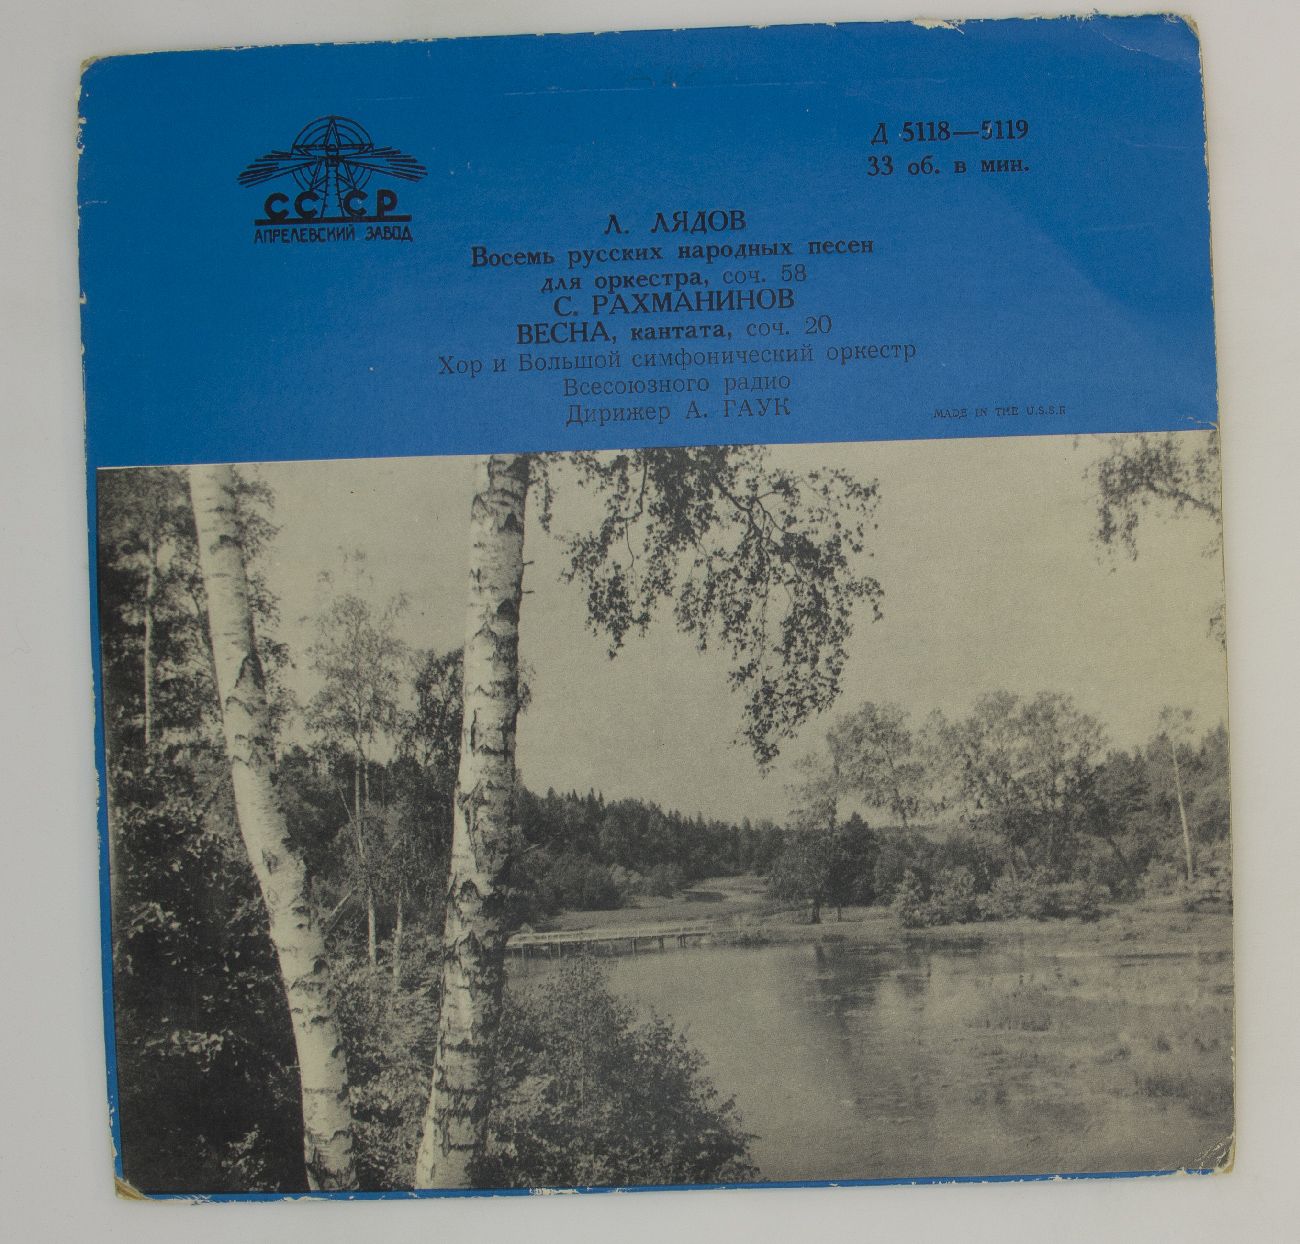 СССР
АПРЕЛЕВСКИЙ ЗАВОД
Д 5118—5119
33 об. в мин.
Л. ЛЯДОВ
Восемь русских народных песен
для оркестра, соч. 58
С. РАХМАНИНОВ
ВЕСНА, кантата, соч. 20
Хор и Большой симфонический оркестр
Всесоюзного радио
Дирижер А. ГАУК
MADE IN THE U.S.S.R